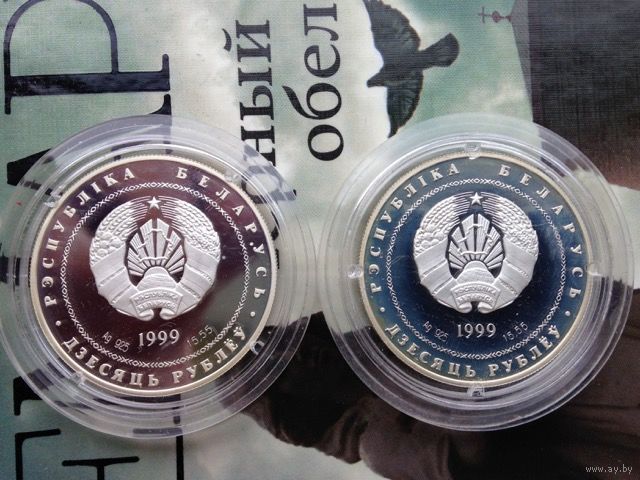 ный
обел
РЭСПУБЛІКА БЕЛАРУСЬ
Ag 925 1999 15.55
ДЗЕСЯЦЬ РУБЛЁЎ
РЭСПУБЛІКА БЕЛАРУСЬ
Ag 925 1999 15.55
ДЗЕСЯЦЬ РУБЛЁЎ
www.ay.by